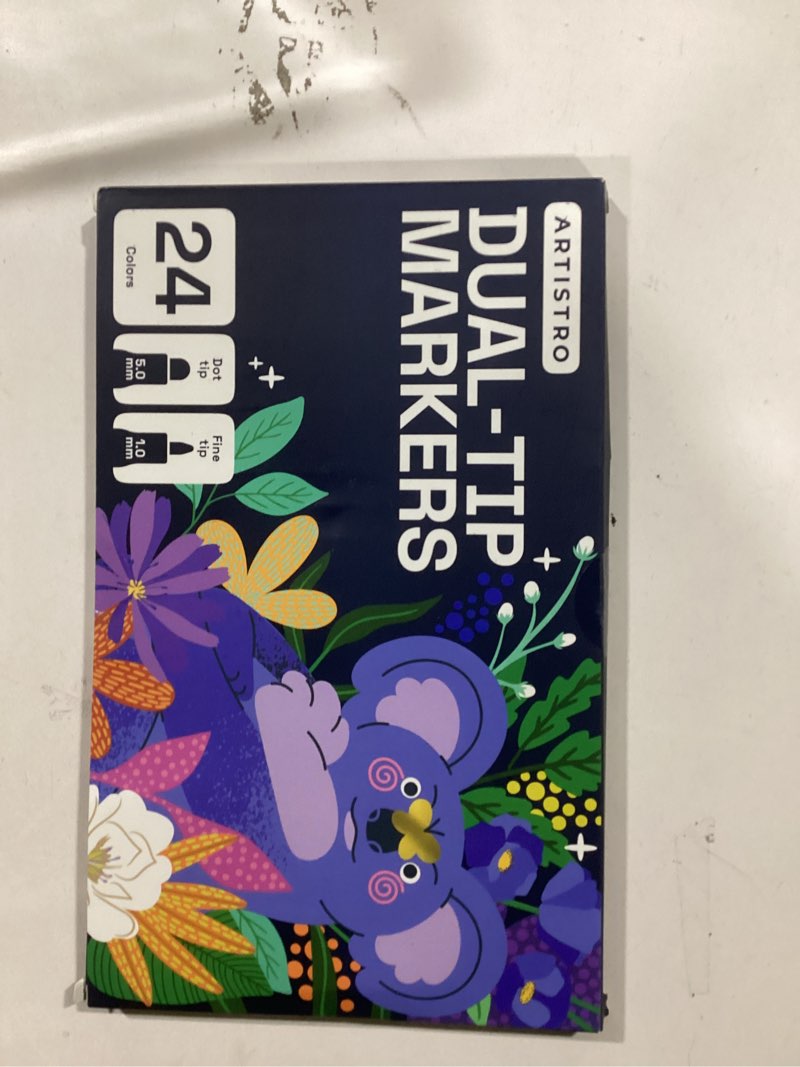 ARTISTRO
DUAL-TIP
MARKERS
24
Colors
Dot
tip
5.0
mm
Fine
tip
1.0
mm